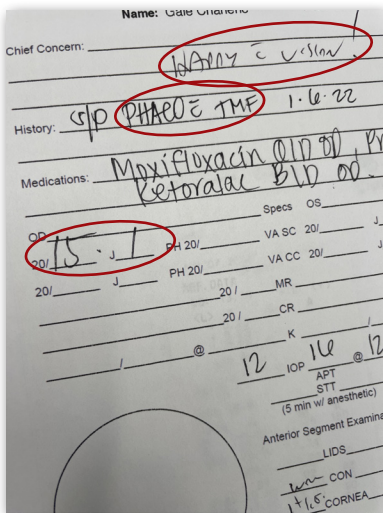 Name: Gale
Chief Concern: HAPPY c̄ VISION!
History: s/p PHACO c̄ TMF 1.6.22
Medications: Moxifloxacin QID OD, Pr
Ketorolac BID OD.
Specs OS
OD
20/15 J1 PH 20/ VA SC 20/ J
20/ J PH 20/ VA CC 20/ J
20/ MR
20/ CR
K /
/ @
12 IOP 16 @ 12
APT
STT
(5 min w/ anesthetic)
Anterior Segment Examina
LIDS
CON
1+ CORNEA